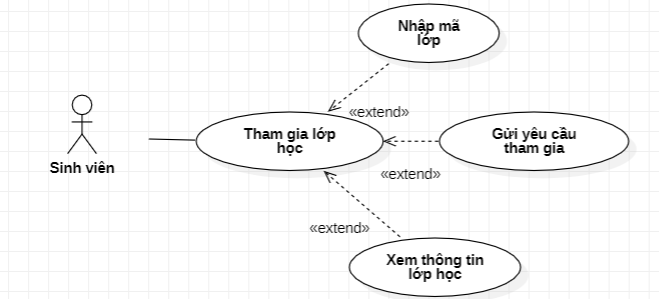 Nhập mã
lớp
«extend»
Tham gia lớp
học
Gửi yêu cầu
tham gia
Sinh viên
«extend»
«extend»
Xem thông tin
lớp học